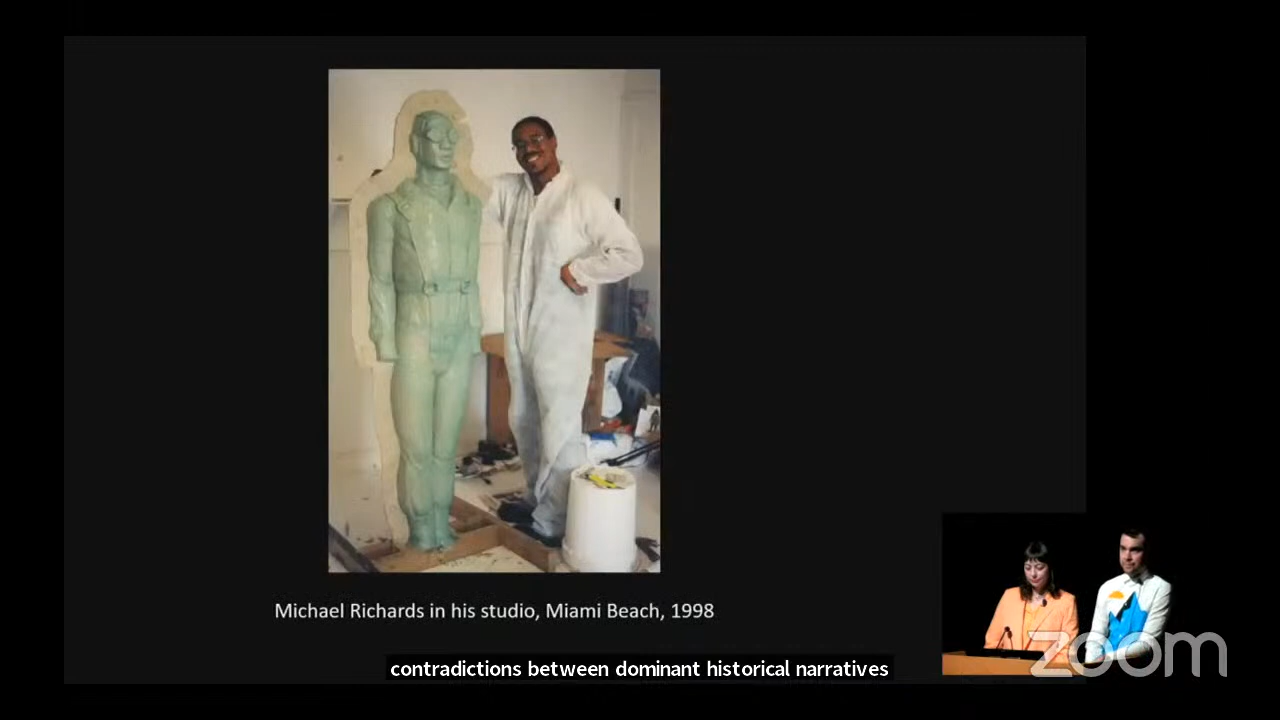 Michael Richards in his studio, Miami Beach, 1998
contradictions between dominant historical narratives
zoom